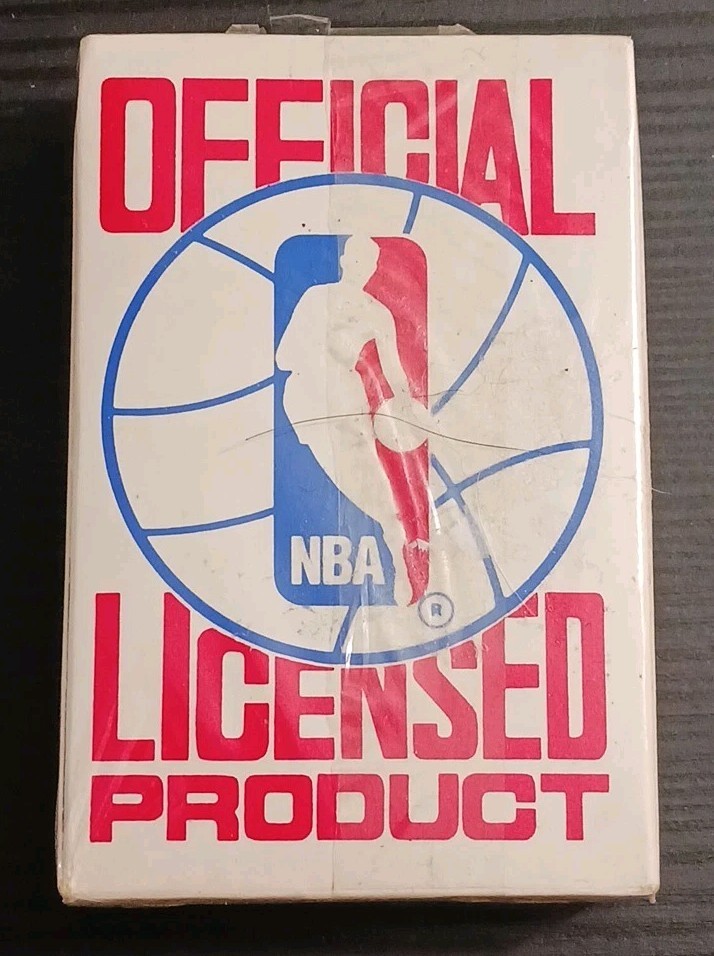 OFFICIAL
NBA
®
LICENSED
PRODUCT